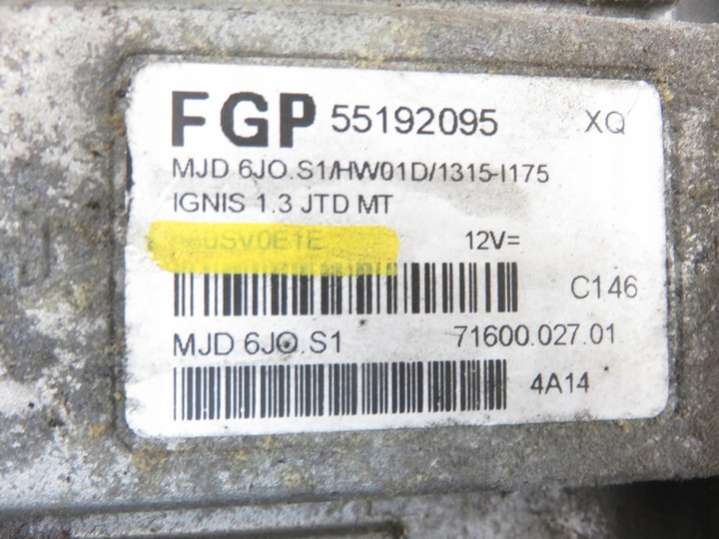 FGP 55192095 XQ
MJD 6JO.S1/HW01D/1315-I175
IGNIS 1.3 JTD MT
12V=
C146
MJD 6JO.S1 71600.027.01
4A14